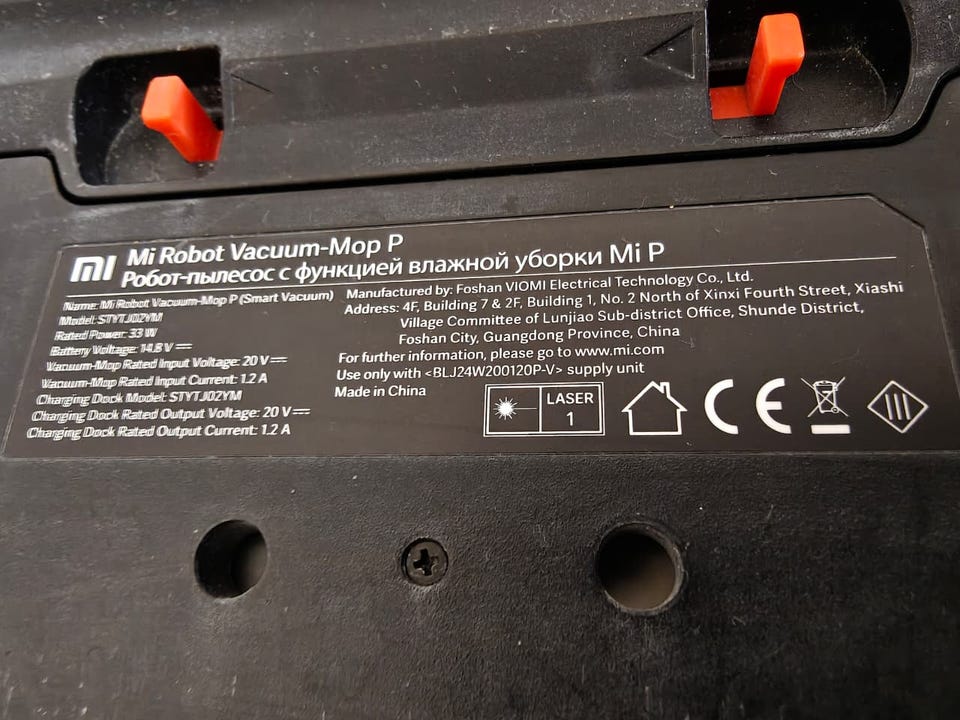 mi Mi Robot Vacuum-Mop P
Робот-пылесос с функцией влажной уборки Mi P
Name: Mi Robot Vacuum-Mop P (Smart Vacuum)
Model: STYTJ02YM
Rated Power: 33 W
Battery Voltage: 14.8 V ⎓
Vacuum-Mop Rated Input Voltage: 20 V ⎓
Vacuum-Mop Rated Input Current: 1.2 A
Charging Dock Model: STYTJ02YM
Charging Dock Rated Output Voltage: 20 V ⎓
Charging Dock Rated Output Current: 1.2 A
Manufactured by: Foshan VIOMI Electrical Technology Co., Ltd.
Address: 4F, Building 7 & 2F, Building 1, No. 2 North of Xinxi Fourth Street, Xiashi
Village Committee of Lunjiao Sub-district Office, Shunde District,
Foshan City, Guangdong Province, China
For further information, please go to www.mi.com
Use only with <BLJ24W200120P-V> supply unit
Made in China
LASER
1
CE